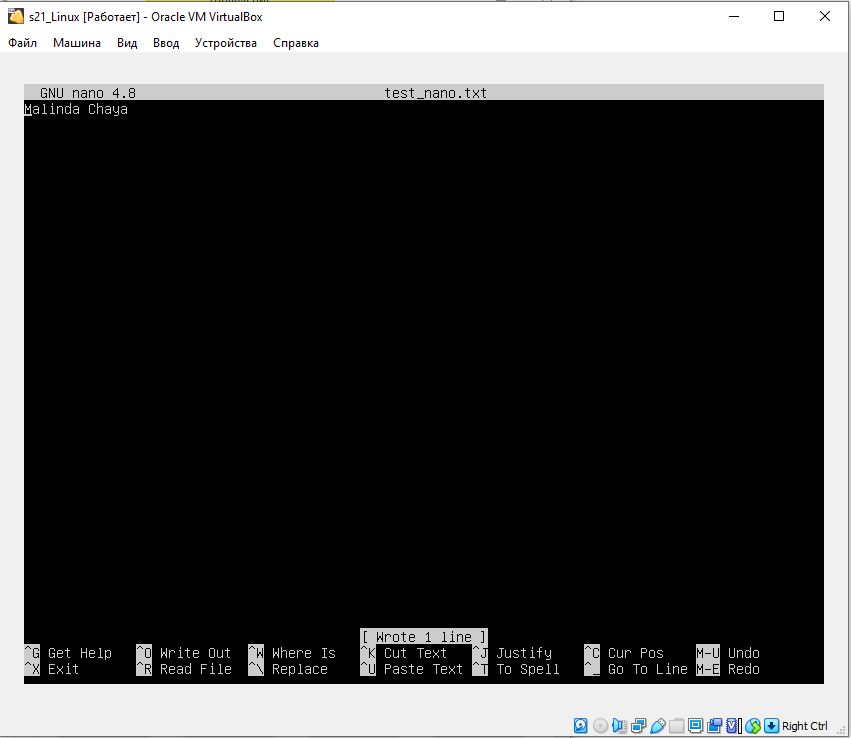 s21_Linux [Работает] - Oracle VM VirtualBox
Файл Машина Вид Ввод Устройства Справка
GNU nano 4.8 test_nano.txt
Malinda Chaya
[ Wrote 1 line ]
^G Get Help ^O Write Out ^W Where Is ^K Cut Text ^J Justify ^C Cur Pos M-U Undo
^X Exit ^R Read File ^\ Replace ^U Paste Text ^T To Spell ^_ Go To Line M-E Redo
Right Ctrl